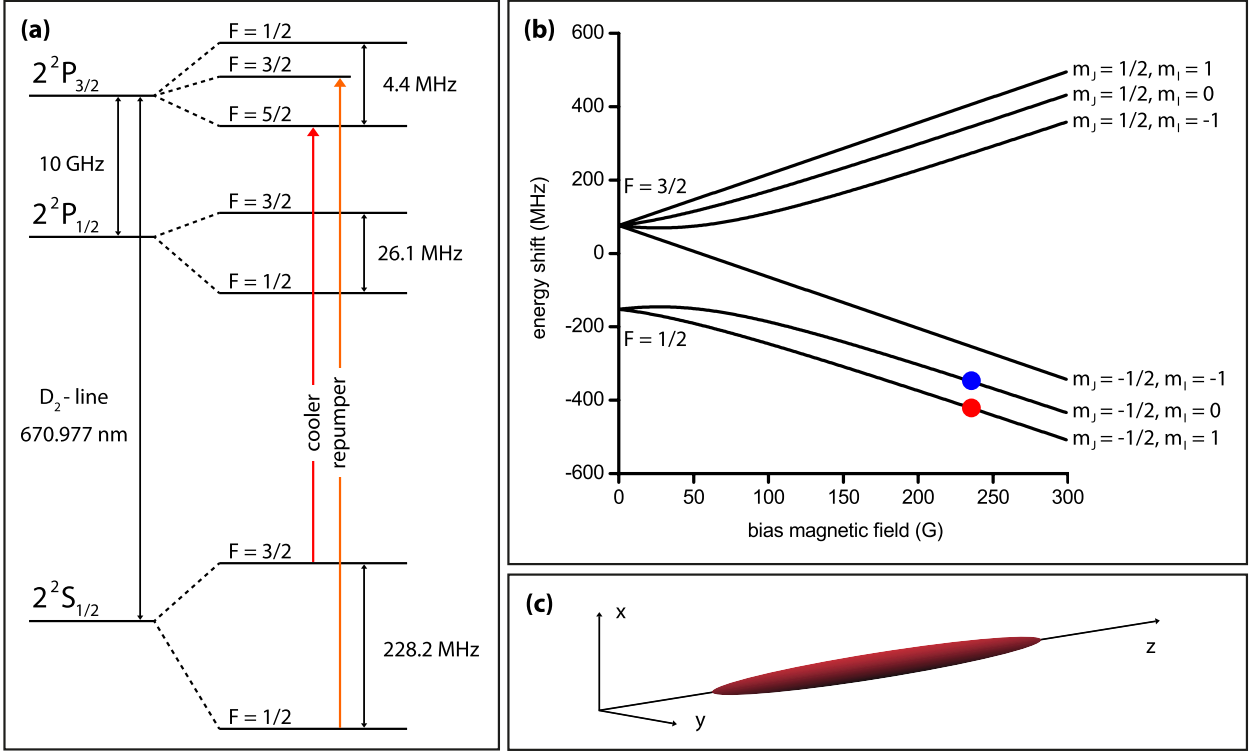 (a)
F = 1/2
2²P₃/₂
F = 3/2
4.4 MHz
F = 5/2
10 GHz
2²P₁/₂
F = 3/2
26.1 MHz
F = 1/2
D₂- line
670.977 nm
cooler
repumper
F = 3/2
2²S₁/₂
228.2 MHz
F = 1/2
(b)
600
400
200
0
-200
-400
-600
energy shift (MHz)
F = 3/2
F = 1/2
mJ = 1/2, mI = 1
mJ = 1/2, mI = 0
mJ = 1/2, mI = -1
mJ = -1/2, mI = -1
mJ = -1/2, mI = 0
mJ = -1/2, mI = 1
0 50 100 150 200 250 300
bias magnetic field (G)
(c)
x
y
z